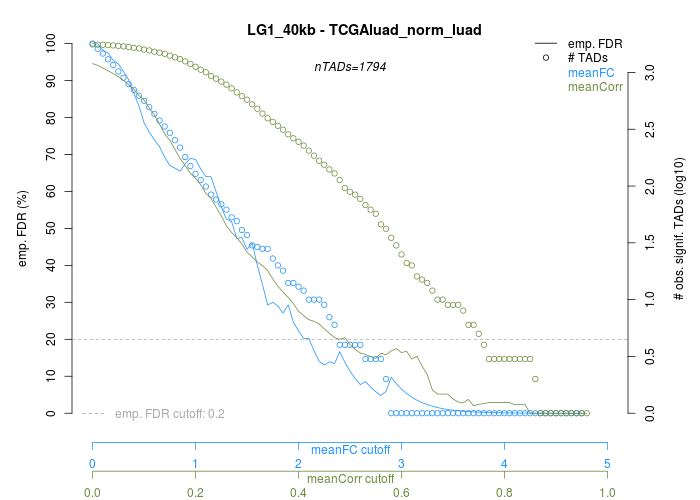 LG1_40kb - TCGAluad_norm_luad
nTADs=1794
emp. FDR
# TADs
meanFC
meanCorr
emp. FDR (%)
0 10 20 30 40 50 60 70 80 90 100
# obs. signif. TADs (log10)
0.0 0.5 1.0 1.5 2.0 2.5 3.0
emp. FDR cutoff: 0.2
meanFC cutoff
0 1 2 3 4 5
meanCorr cutoff
0.0 0.2 0.4 0.6 0.8 1.0